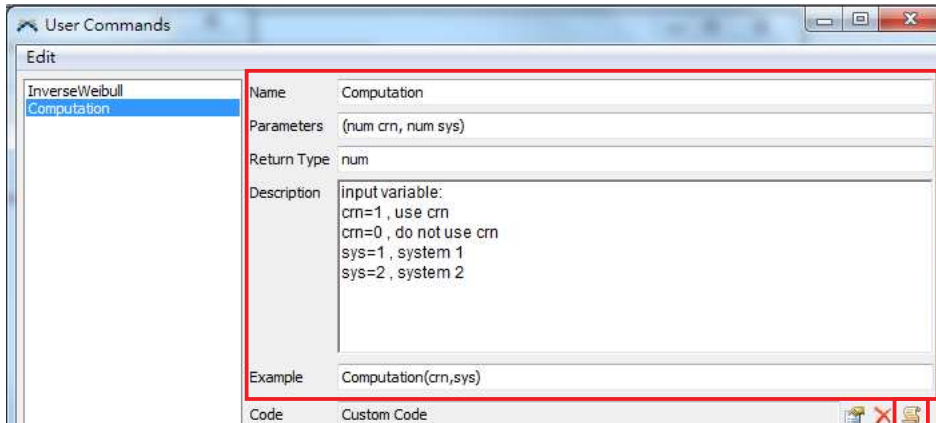 User Commands
Edit
InverseWeibull
Computation
Name Computation
Parameters (num crn, num sys)
Return Type num
Description input variable:
crn=1 , use crn
crn=0 , do not use crn
sys=1 , system 1
sys=2 , system 2
Example Computation(crn,sys)
Code Custom Code